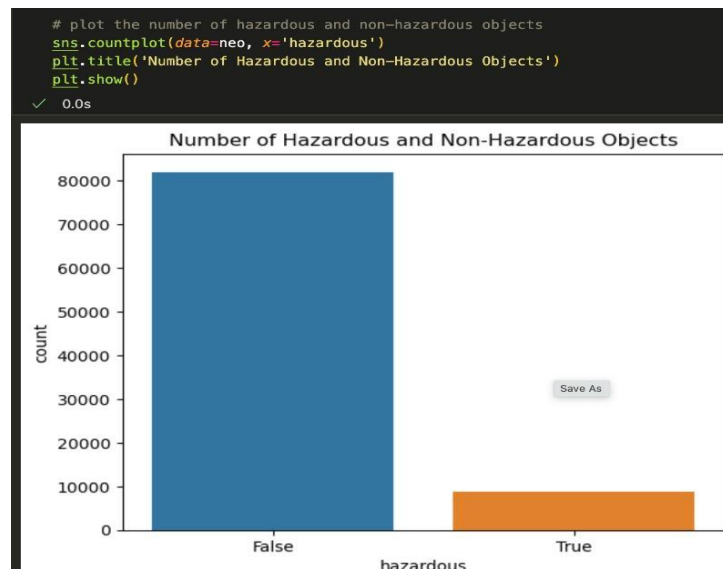 # plot the number of hazardous and non-hazardous objects
sns.countplot(data=neo, x='hazardous')
plt.title('Number of Hazardous and Non-Hazardous Objects')
plt.show()
✓ 0.0s
Number of Hazardous and Non-Hazardous Objects
80000
70000
60000
50000
40000
30000
20000
10000
0
count
Save As
False True
hazardous